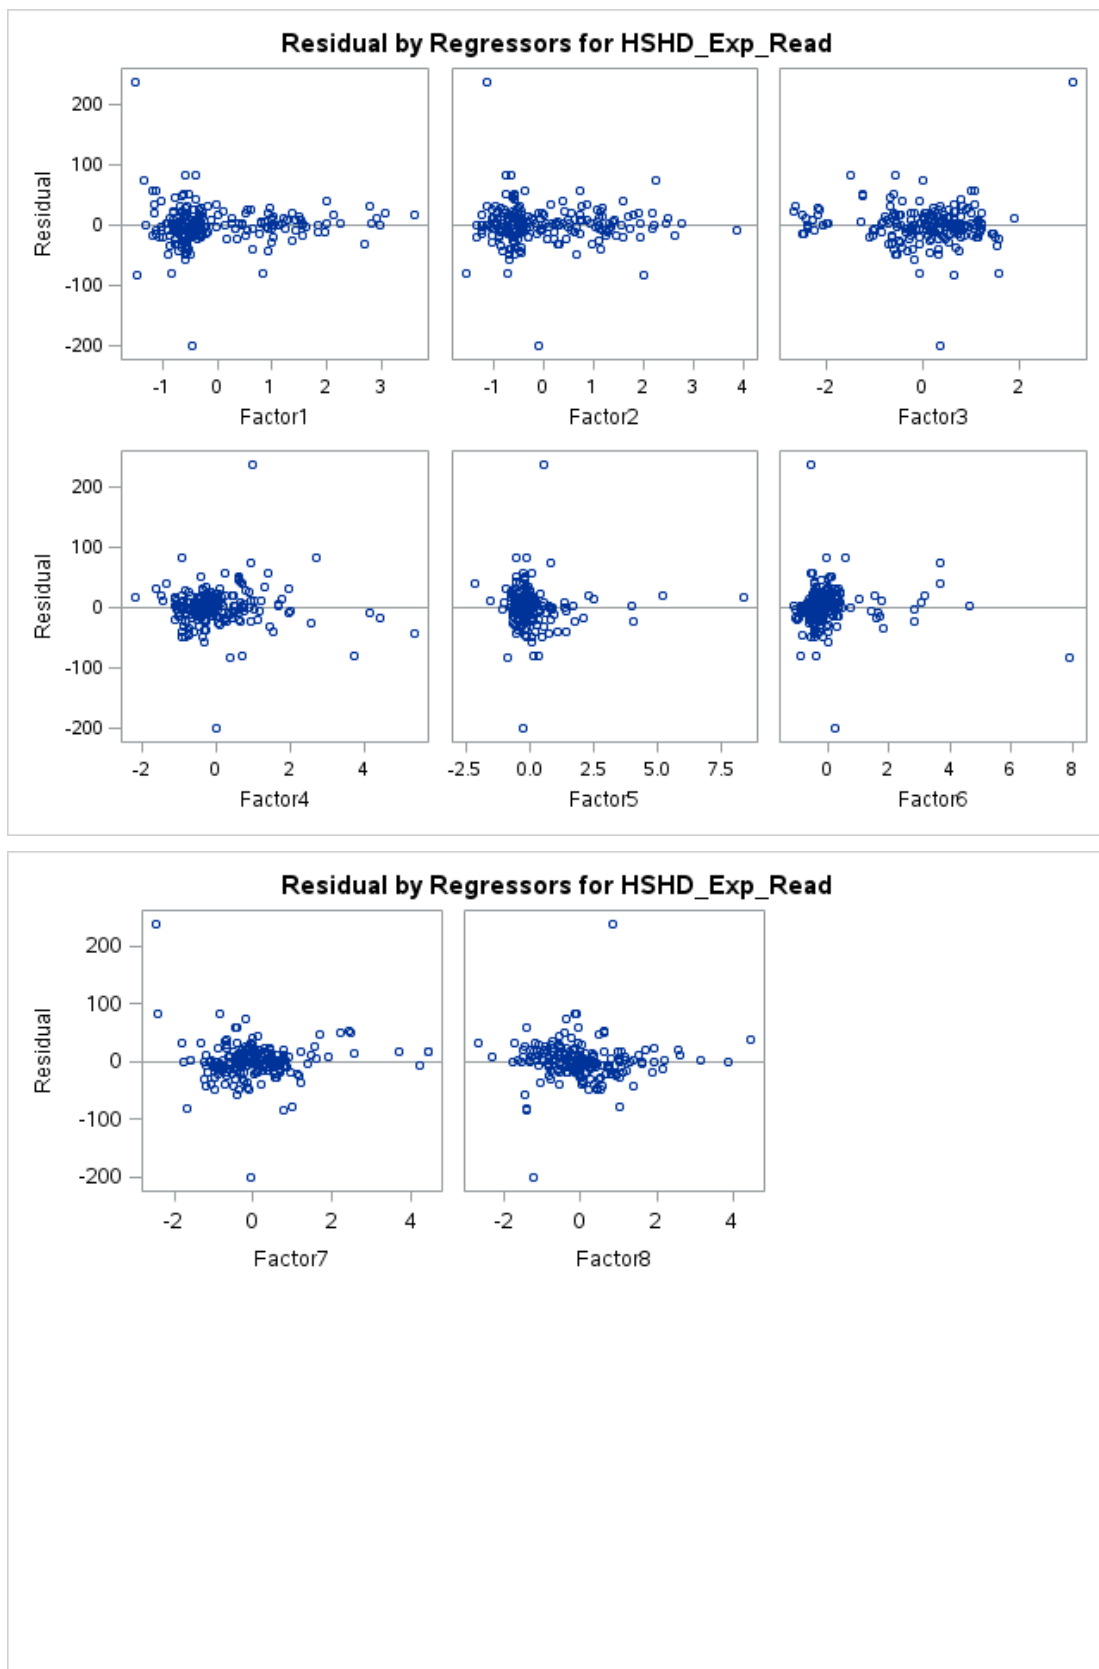 Residual by Regressors for HSHD_Exp_Read
Residual
200
100
0
-100
-200
-1 0 1 2 3
Factor1
-1 0 1 2 3 4
Factor2
-2 0 2
Factor3
Residual
200
100
0
-100
-200
-2 0 2 4
Factor4
-2.5 0.0 2.5 5.0 7.5
Factor5
0 2 4 6 8
Factor6
Residual by Regressors for HSHD_Exp_Read
Residual
200
100
0
-100
-200
-2 0 2 4
Factor7
-2 0 2 4
Factor8